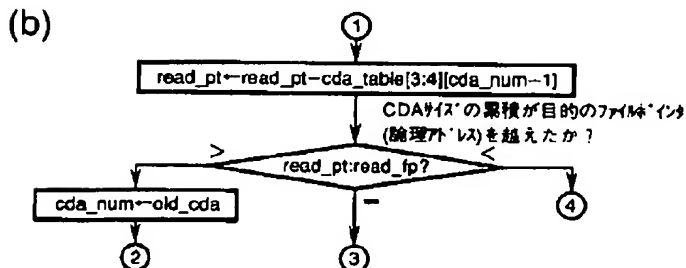 (b)
1
read_pt←read_pt−cda_table[3:4][cda_num−1]
CDAサイズの累積が目的のファイルポインタ
(論理アドレス)を越えたか?
> read_pt:read_fp? <
cda_num←old_cda
=
4
2
3